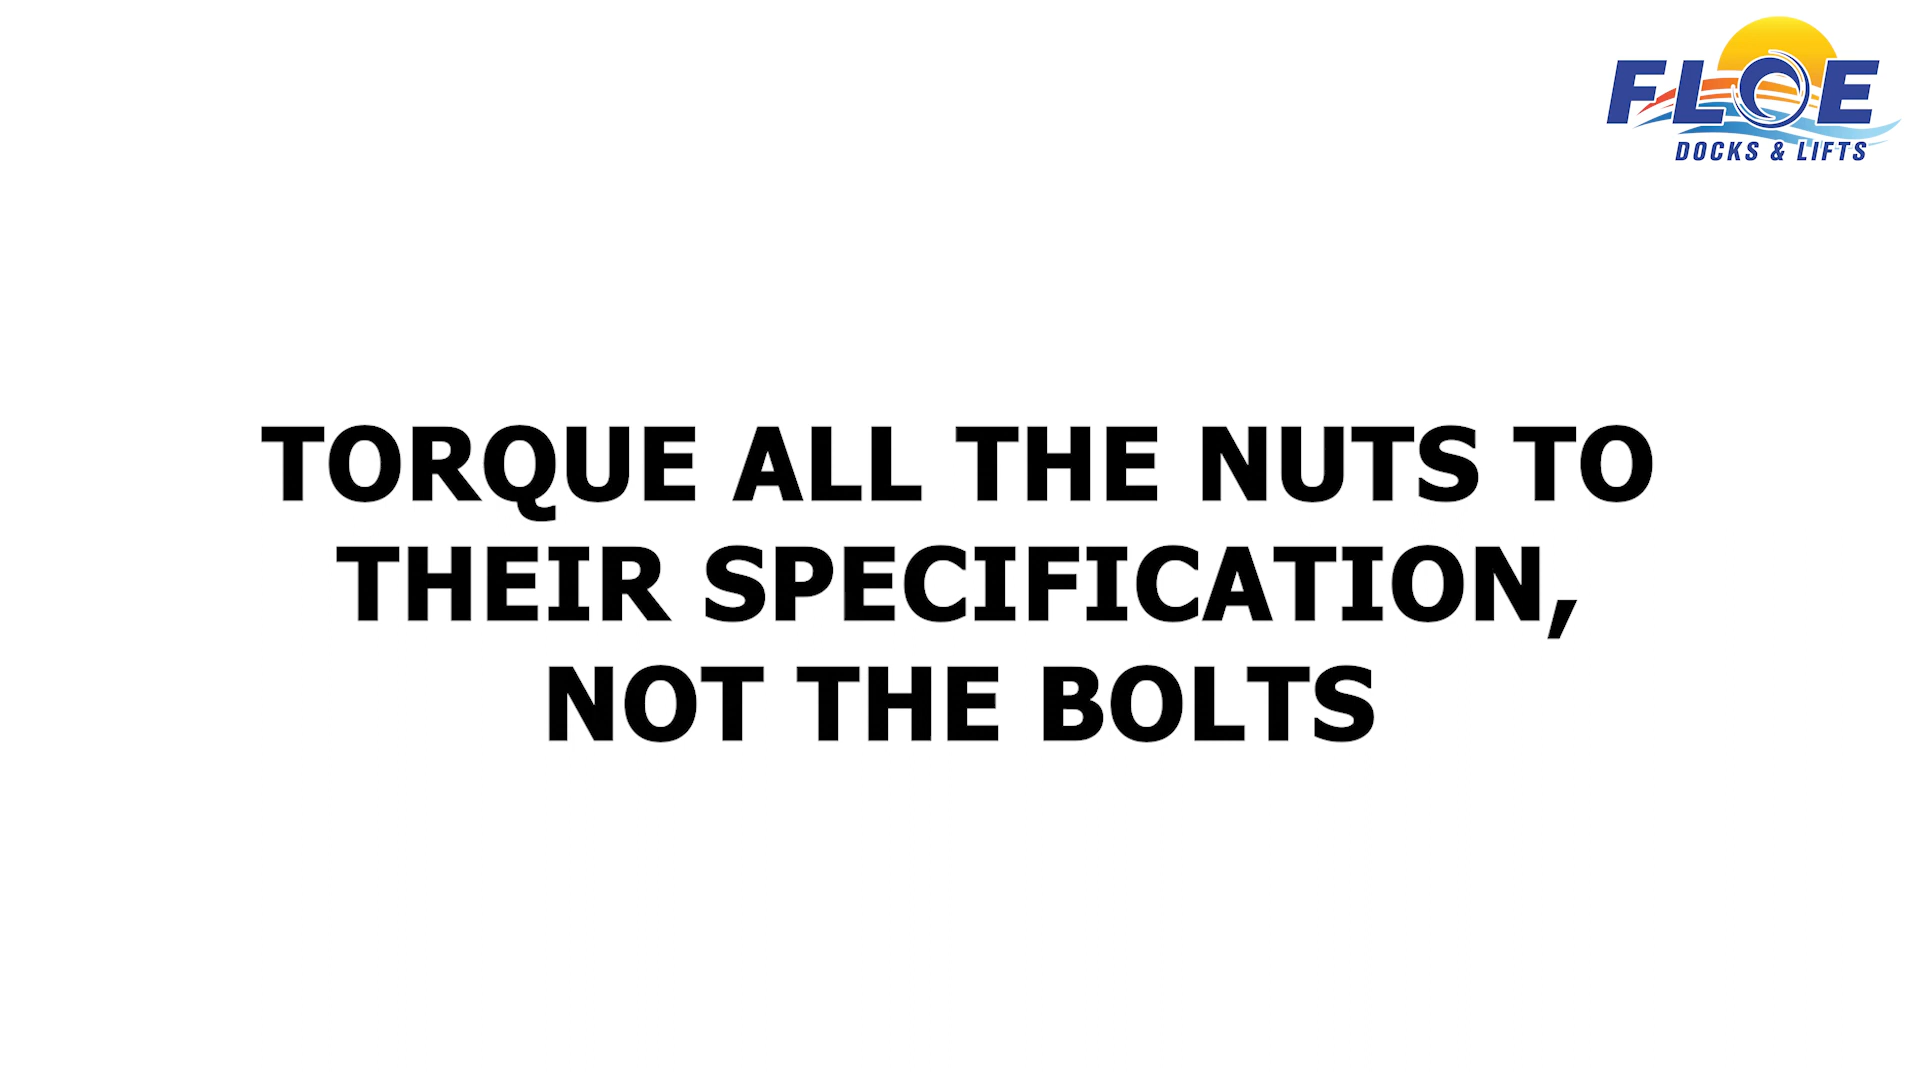 FLOE
DOCKS & LIFTS
TORQUE ALL THE NUTS TO
THEIR SPECIFICATION,
NOT THE BOLTS